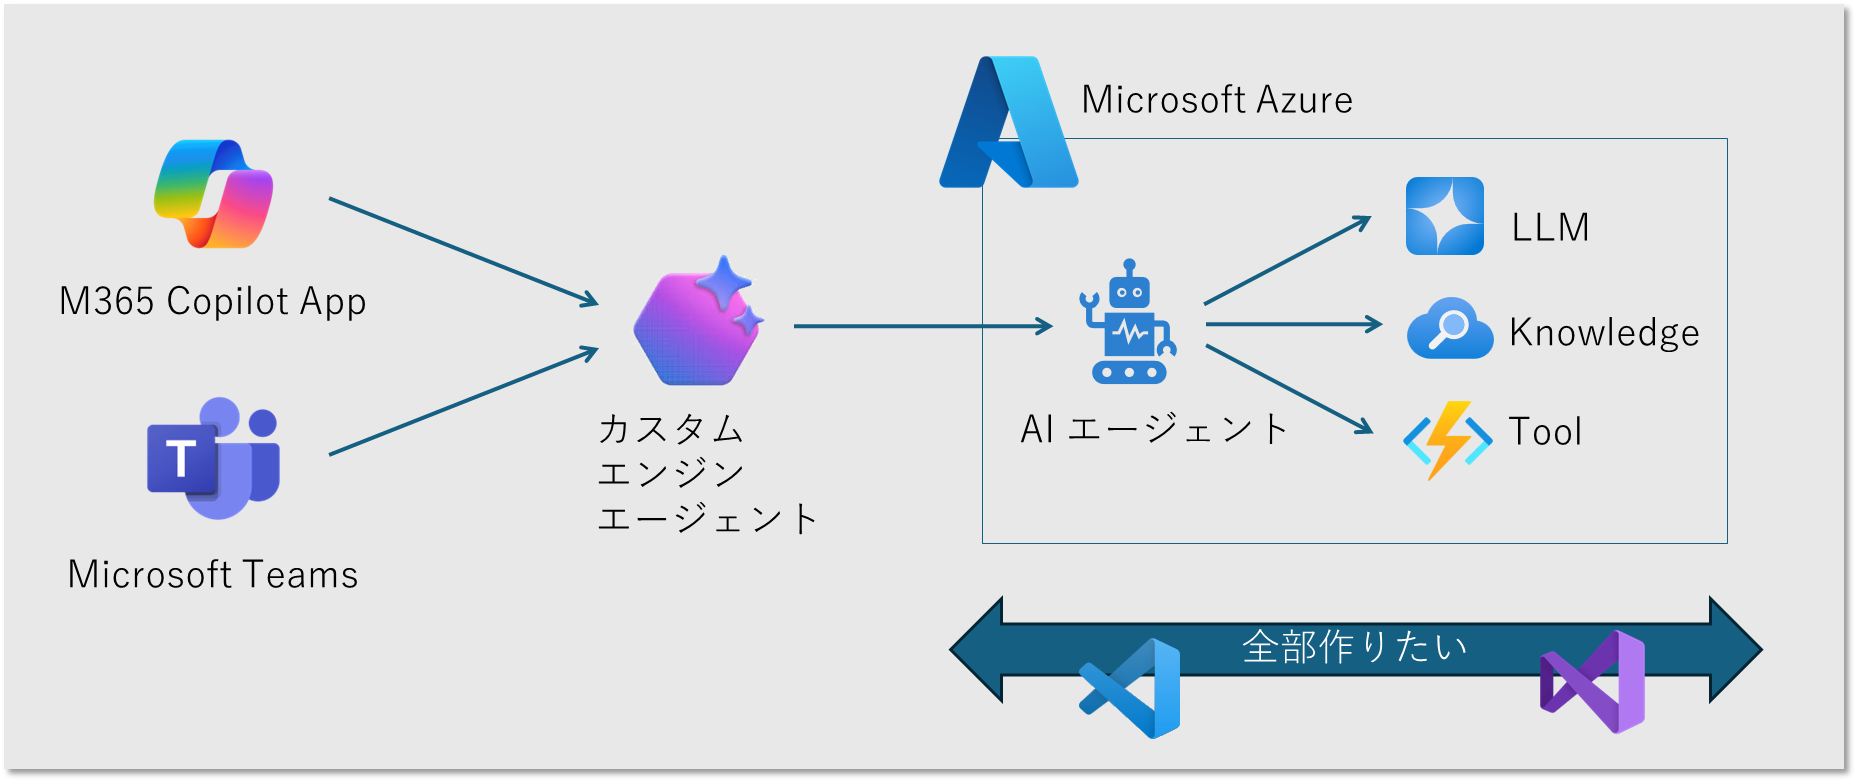 Microsoft Azure
M365 Copilot App
Microsoft Teams
T
カスタム
エンジン
エージェント
AI エージェント
LLM
Knowledge
Tool
全部作りたい